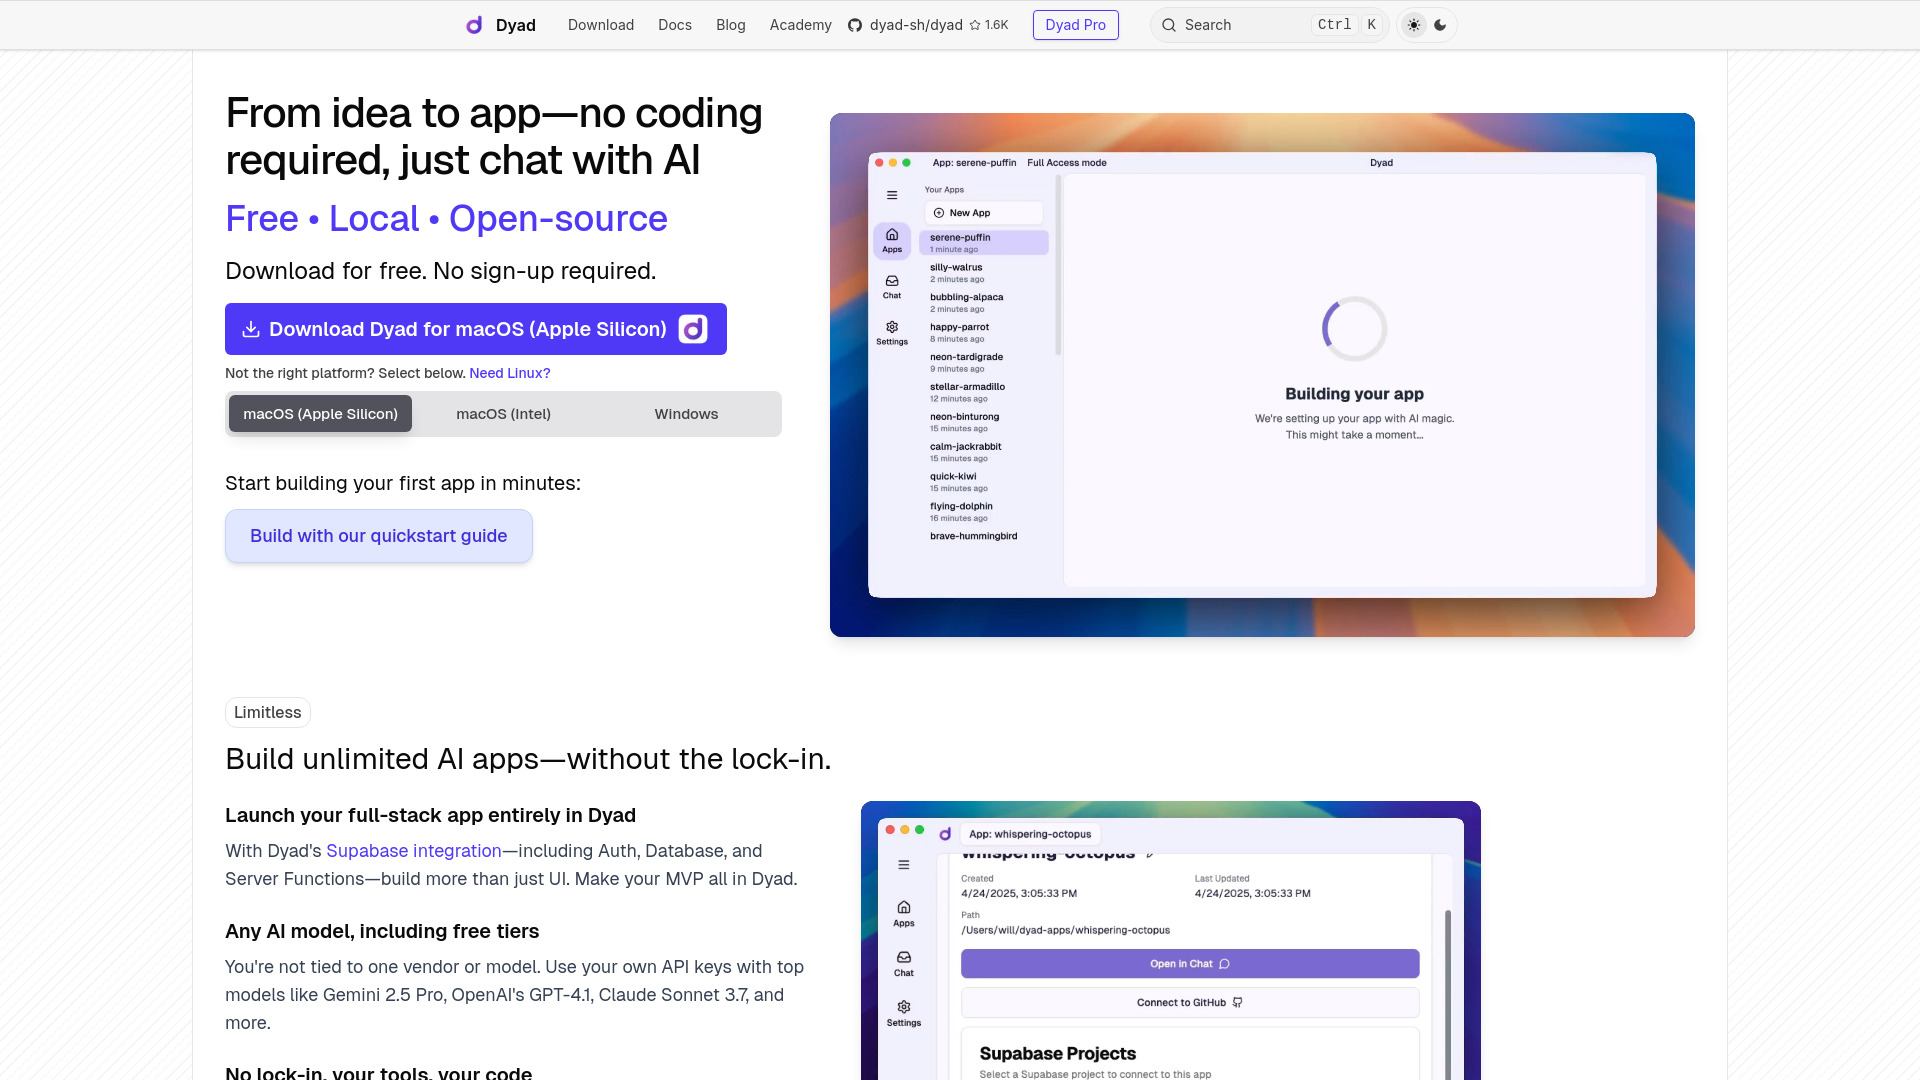 Dyad
Download
Docs
Blog
Academy
dyad-sh/dyad
1.6K
Dyad Pro
Search
Ctrl
K
From idea to app—no coding
required, just chat with AI
Free • Local • Open-source
Download for free. No sign-up required.
Download Dyad for macOS (Apple Silicon)
Not the right platform? Select below. Need Linux?
macOS (Apple Silicon)
macOS (Intel)
Windows
Start building your first app in minutes:
Build with our quickstart guide
App: serene-puffin
Full Access mode
Dyad
Apps
Chat
Settings
Your Apps
New App
serene-puffin
1 minute ago
silly-walrus
2 minutes ago
bubbling-alpaca
2 minutes ago
happy-parrot
8 minutes ago
neon-tardigrade
9 minutes ago
stellar-armadillo
12 minutes ago
neon-binturong
15 minutes ago
calm-jackrabbit
15 minutes ago
quick-kiwi
15 minutes ago
flying-dolphin
16 minutes ago
brave-hummingbird
Building your app
We're setting up your app with AI magic.
This might take a moment...
Limitless
Build unlimited AI apps—without the lock-in.
Launch your full-stack app entirely in Dyad
With Dyad's Supabase integration—including Auth, Database, and
Server Functions—build more than just UI. Make your MVP all in Dyad.
Any AI model, including free tiers
You're not tied to one vendor or model. Use your own API keys with top
models like Gemini 2.5 Pro, OpenAI's GPT-4.1, Claude Sonnet 3.7, and
more.
No lock-in, your tools, your code
App: whispering-octopus
Apps
Chat
Settings
whispering-octopus
Created
4/24/2025, 3:05:33 PM
Last Updated
4/24/2025, 3:05:33 PM
Path
/Users/will/dyad-apps/whispering-octopus
Open in Chat
Connect to GitHub
Supabase Projects
Select a Supabase project to connect to this app